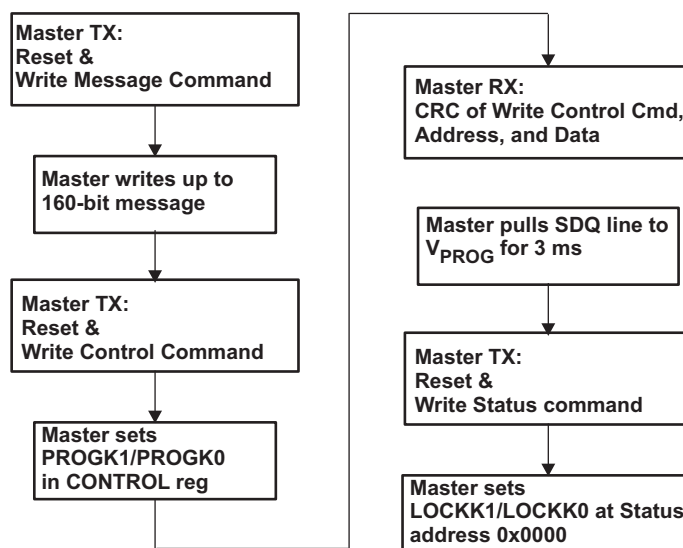 Master TX:
Reset &
Write Message Command
Master writes up to
160-bit message
Master TX:
Reset &
Write Control Command
Master sets
PROGK1/PROGK0
in CONTROL reg
Master RX:
CRC of Write Control Cmd,
Address, and Data
Master pulls SDQ line to
VPROG for 3 ms
Master TX:
Reset &
Write Status command
Master sets
LOCKK1/LOCKK0 at Status
address 0x0000